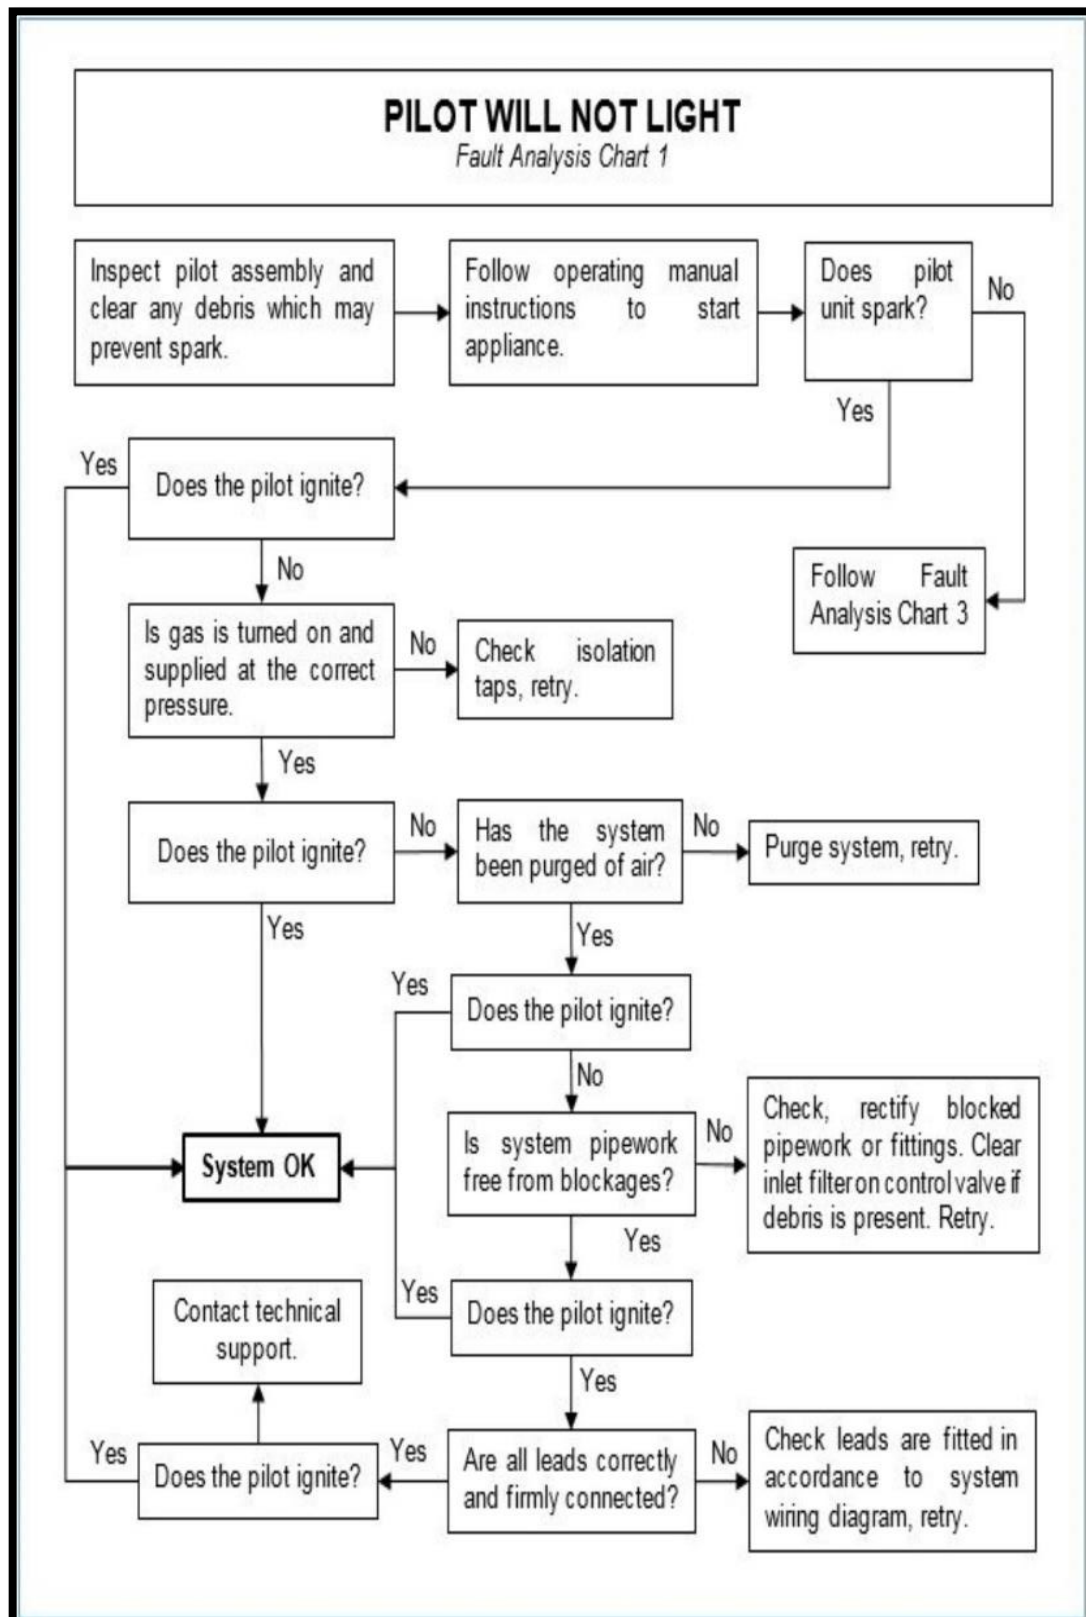 PILOT WILL NOT LIGHT
Fault Analysis Chart 1
Inspect pilot assembly and
clear any debris which may
prevent spark.
Follow operating manual
instructions to start
appliance.
Does pilot
unit spark?
No
Yes
Yes
Does the pilot ignite?
No
Follow Fault
Analysis Chart 3
Is gas is turned on and
supplied at the correct
pressure.
No
Check isolation
taps, retry.
Yes
Does the pilot ignite?
No
Has the system
been purged of air?
No
Purge system, retry.
Yes
Yes
Yes
Does the pilot ignite?
No
System OK
Is system pipework
free from blockages?
No
Check, rectify blocked
pipework or fittings. Clear
inlet filter on control valve if
debris is present. Retry.
Yes
Contact technical
support.
Yes
Does the pilot ignite?
Yes
Yes
Does the pilot ignite?
Yes
Are all leads correctly
and firmly connected?
No
Check leads are fitted in
accordance to system
wiring diagram, retry.